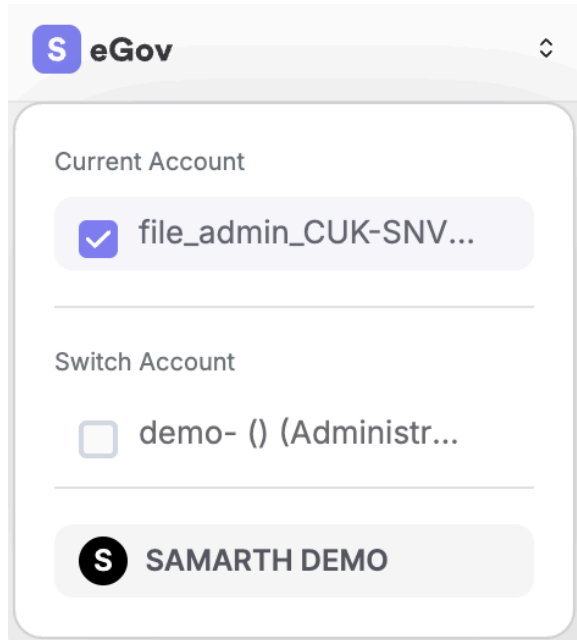 S eGov
Current Account
file_admin_CUK-SNV...
Switch Account
demo- () (Administr...
S SAMARTH DEMO